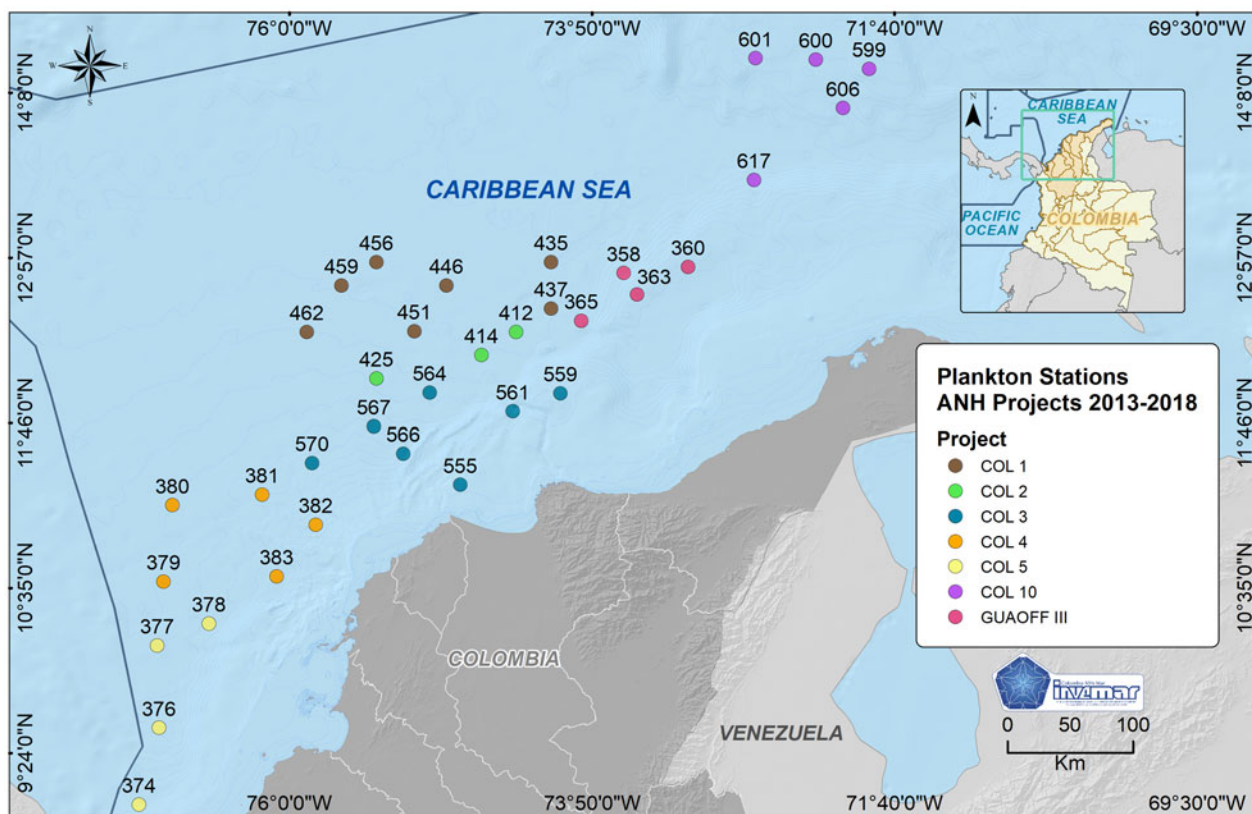 76°0'0"W 73°50'0"W 71°40'0"W 69°30'0"W
14°8'0"N 12°57'0"N 11°46'0"N 10°35'0"N 9°24'0"N
N
W E
S
601 600 599
606
617
CARIBBEAN SEA
456 435
459 446 358 360
437 363
462 451 412 365
414
425 564 559
561
567
566
570 555
380 381
382
379 383
378
377
376
374
COLOMBIA
VENEZUELA
N
CARIBBEAN
SEA
PACIFIC
OCEAN
COLOMBIA
Plankton Stations
ANH Projects 2013-2018
Project
COL 1
COL 2
COL 3
COL 4
COL 5
COL 10
GUAOFF III
invemar
0 50 100
Km
14°8'0"N 12°57'0"N 11°46'0"N 10°35'0"N 9°24'0"N
76°0'0"W 73°50'0"W 71°40'0"W 69°30'0"W